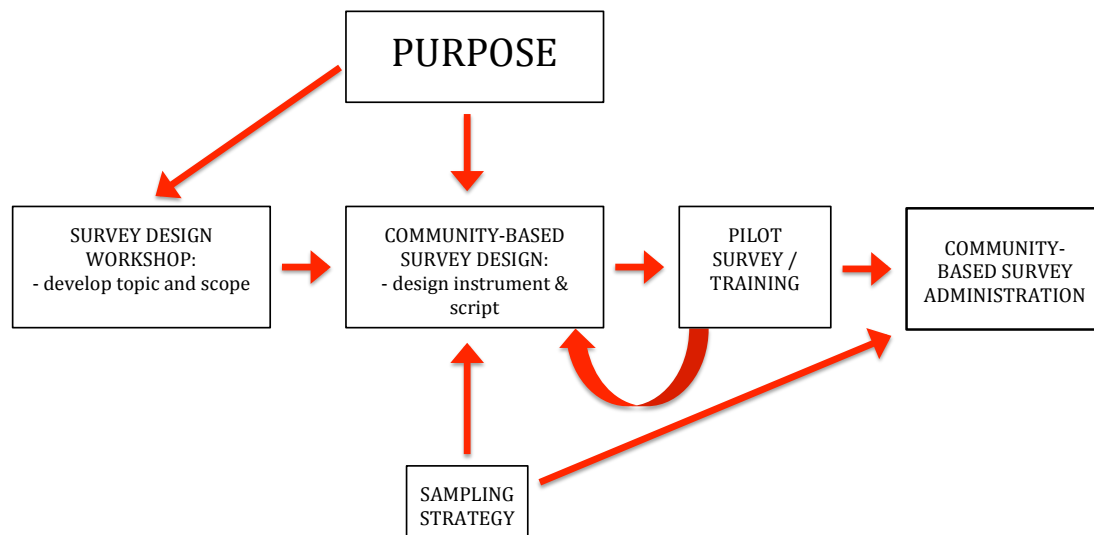 PURPOSE
SURVEY DESIGN
WORKSHOP:
- develop topic and scope
COMMUNITY-BASED
SURVEY DESIGN:
- design instrument &
script
PILOT
SURVEY /
TRAINING
COMMUNITY-
BASED SURVEY
ADMINISTRATION
SAMPLING
STRATEGY